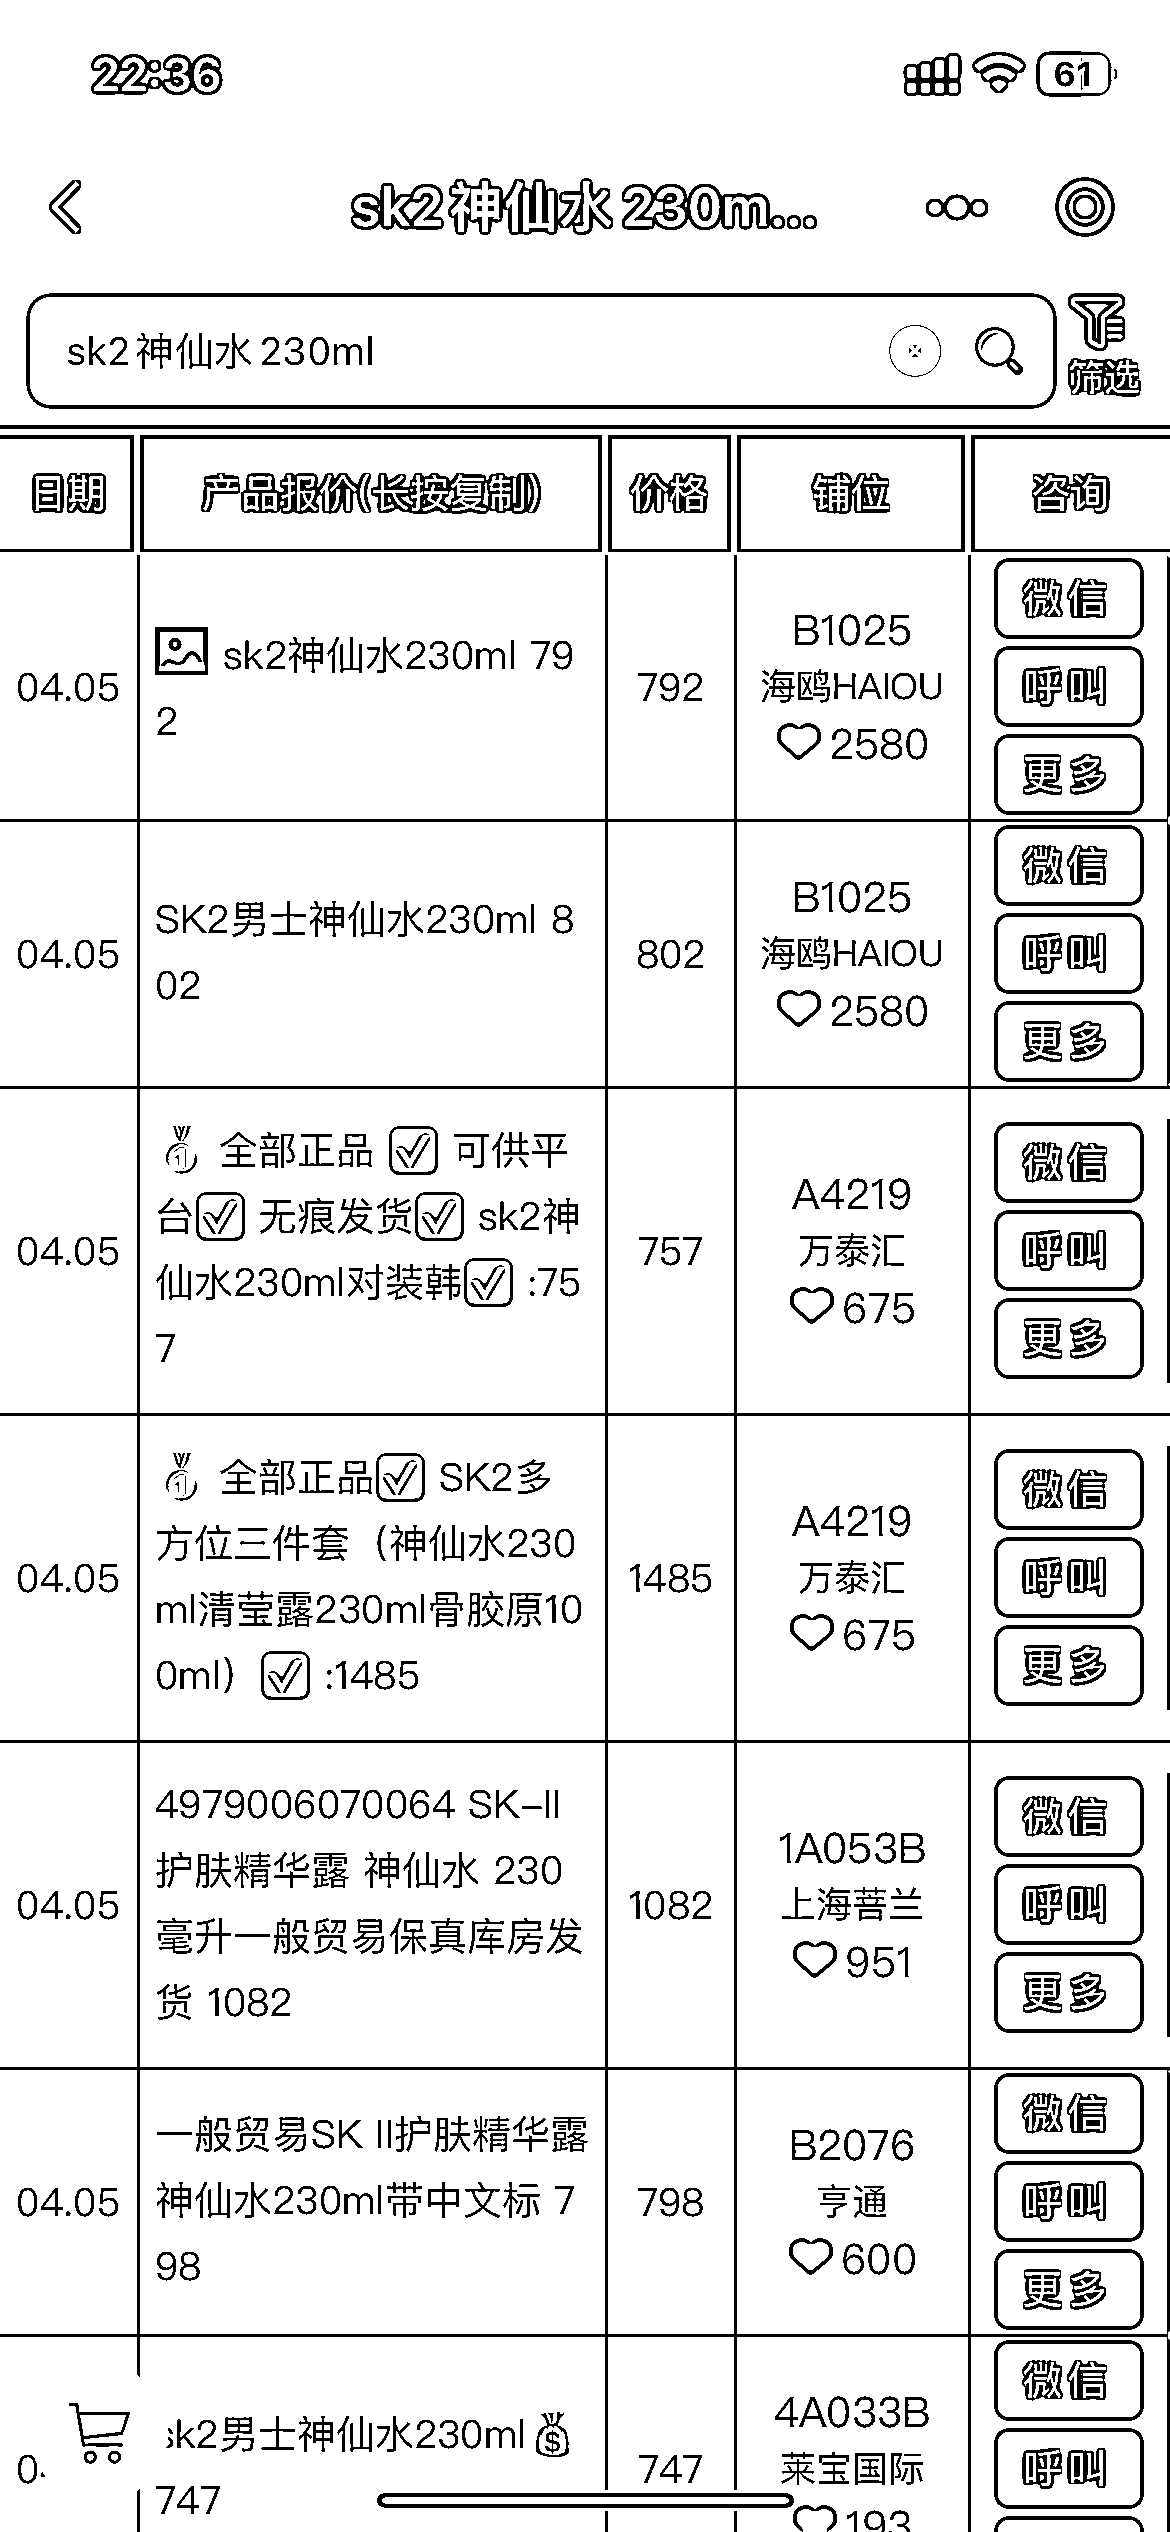 22:36
61
sk2神仙水 230m...
sk2神仙水230ml
筛选
日期
产品报价(长按复制)
价格
铺位
咨询
04.05
sk2神仙水230ml 79
2
792
B1025
海鸥HAIOU
2580
微信
呼叫
更多
04.05
SK2男士神仙水230ml 8
02
802
B1025
海鸥HAIOU
2580
微信
呼叫
更多
04.05
全部正品 ✅ 可供平
台✅ 无痕发货✅ sk2神
仙水230ml对装韩✅ :75
7
757
A4219
万泰汇
675
微信
呼叫
更多
04.05
全部正品✅ SK2多
方位三件套（神仙水230
ml清莹露230ml骨胶原10
0ml）✅ :1485
1485
A4219
万泰汇
675
微信
呼叫
更多
04.05
4979006070064 SK-II
护肤精华露 神仙水 230
毫升一般贸易保真库房发
货 1082
1082
1A053B
上海菩兰
951
微信
呼叫
更多
04.05
一般贸易SK II护肤精华露
神仙水230ml带中文标 7
98
798
B2076
亨通
600
微信
呼叫
更多
0.
sk2男士神仙水230ml
747
747
4A033B
莱宝国际
193
微信
呼叫